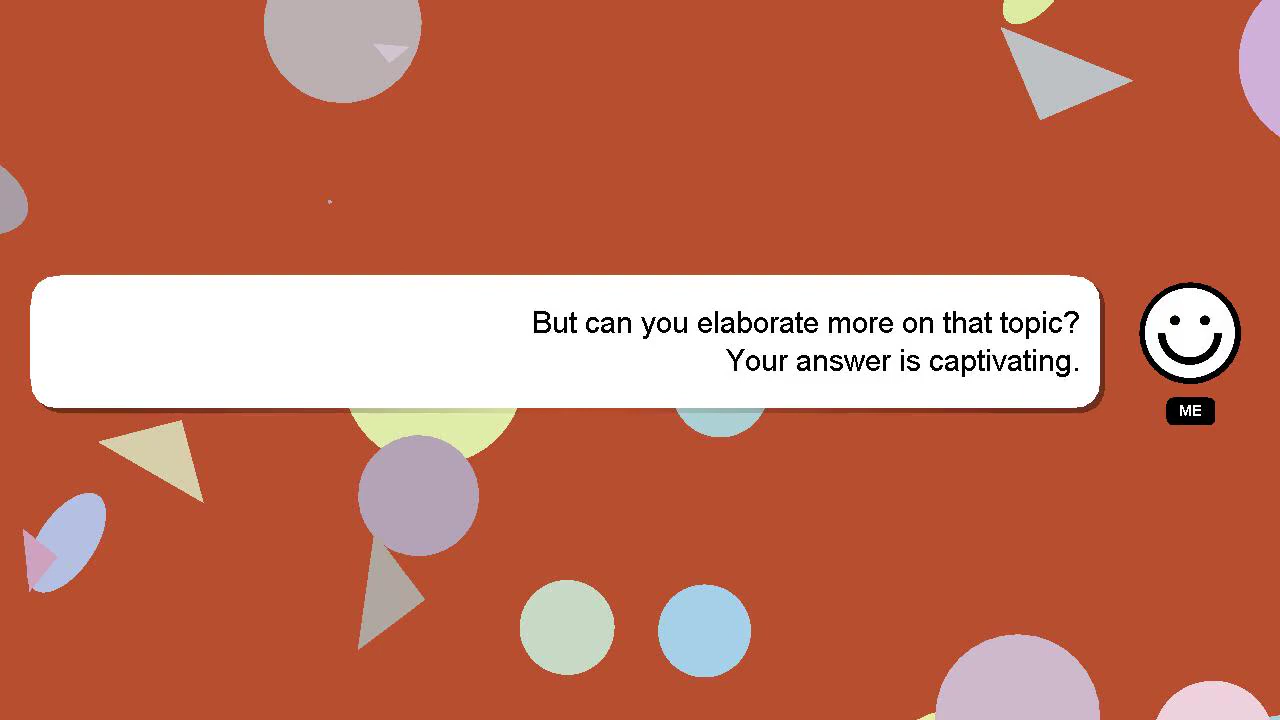 But can you elaborate more on that topic?
Your answer is captivating.
ME